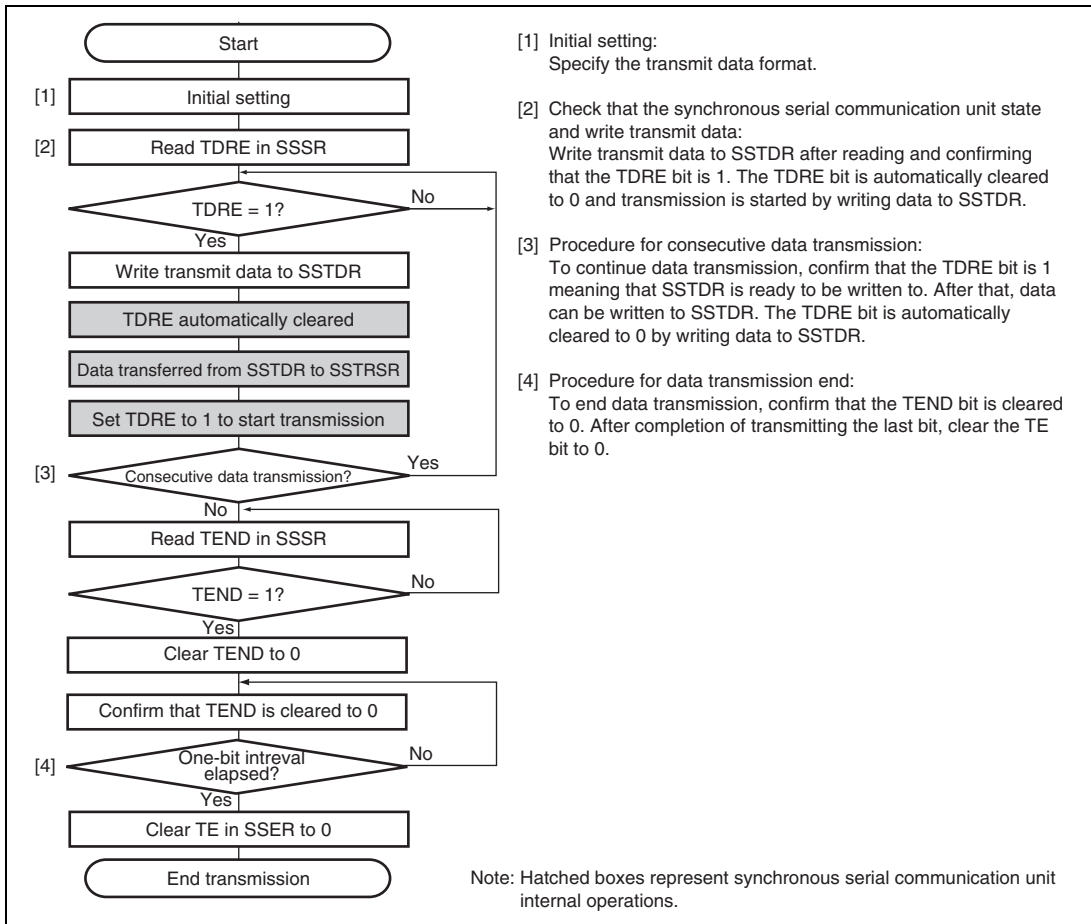 Start
[1] Initial setting
[2] Read TDRE in SSSR
TDRE = 1?
No
Yes
Write transmit data to SSTDR
TDRE automatically cleared
Data transferred from SSTDR to SSTRSR
Set TDRE to 1 to start transmission
[3] Consecutive data transmission?
Yes
No
Read TEND in SSSR
TEND = 1?
No
Yes
Clear TEND to 0
Confirm that TEND is cleared to 0
[4] One-bit intreval
elapsed?
No
Yes
Clear TE in SSER to 0
End transmission
[1] Initial setting:
Specify the transmit data format.
[2] Check that the synchronous serial communication unit state
and write transmit data:
Write transmit data to SSTDR after reading and confirming
that the TDRE bit is 1. The TDRE bit is automatically cleared
to 0 and transmission is started by writing data to SSTDR.
[3] Procedure for consecutive data transmission:
To continue data transmission, confirm that the TDRE bit is 1
meaning that SSTDR is ready to be written to. After that, data
can be written to SSTDR. The TDRE bit is automatically
cleared to 0 by writing data to SSTDR.
[4] Procedure for data transmission end:
To end data transmission, confirm that the TEND bit is cleared
to 0. After completion of transmitting the last bit, clear the TE
bit to 0.
Note: Hatched boxes represent synchronous serial communication unit
internal operations.